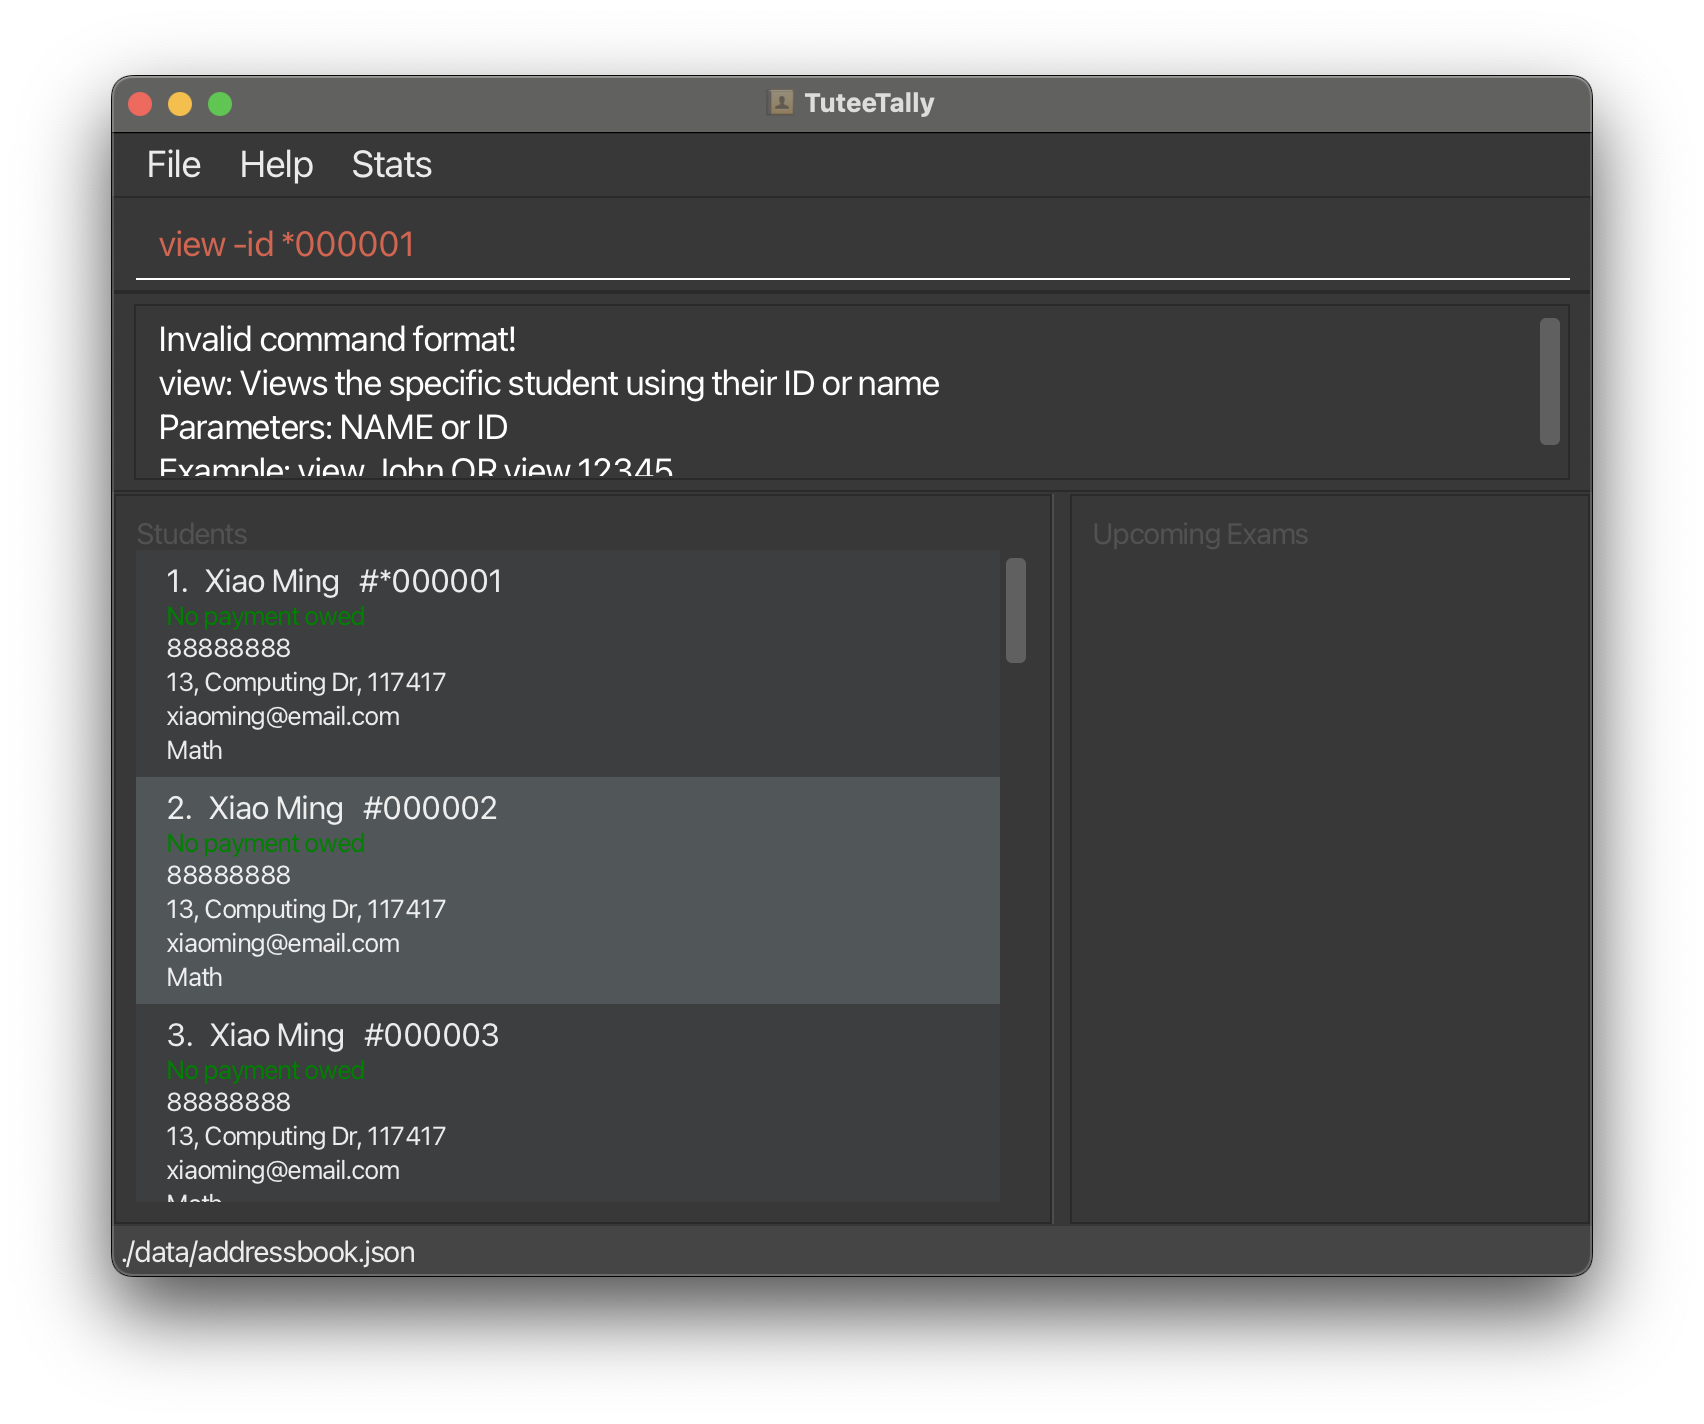 TuteeTally
File Help Stats
view -id *000001
Invalid command format!
view: Views the specific student using their ID or name
Parameters: NAME or ID
Example: view John OR view 12345
Students
1. Xiao Ming #*000001
No payment owed
88888888
13, Computing Dr, 117417
xiaoming@email.com
Math
2. Xiao Ming #000002
No payment owed
88888888
13, Computing Dr, 117417
xiaoming@email.com
Math
3. Xiao Ming #000003
No payment owed
88888888
13, Computing Dr, 117417
xiaoming@email.com
Math
Upcoming Exams
./data/addressbook.json